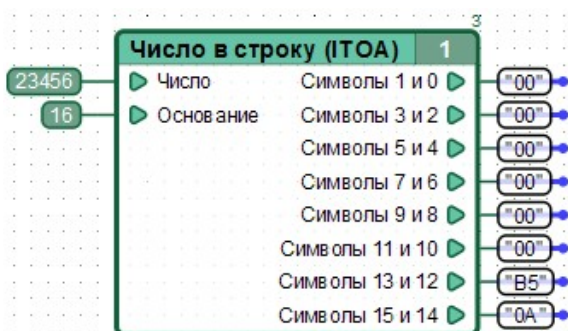 3
Число в строку (ITOA) 1
23456 Число Символы 1 и 0 "00"
16 Основание Символы 3 и 2 "00"
Символы 5 и 4 "00"
Символы 7 и 6 "00"
Символы 9 и 8 "00"
Символы 11 и 10 "00"
Символы 13 и 12 "B5"
Символы 15 и 14 "0A"